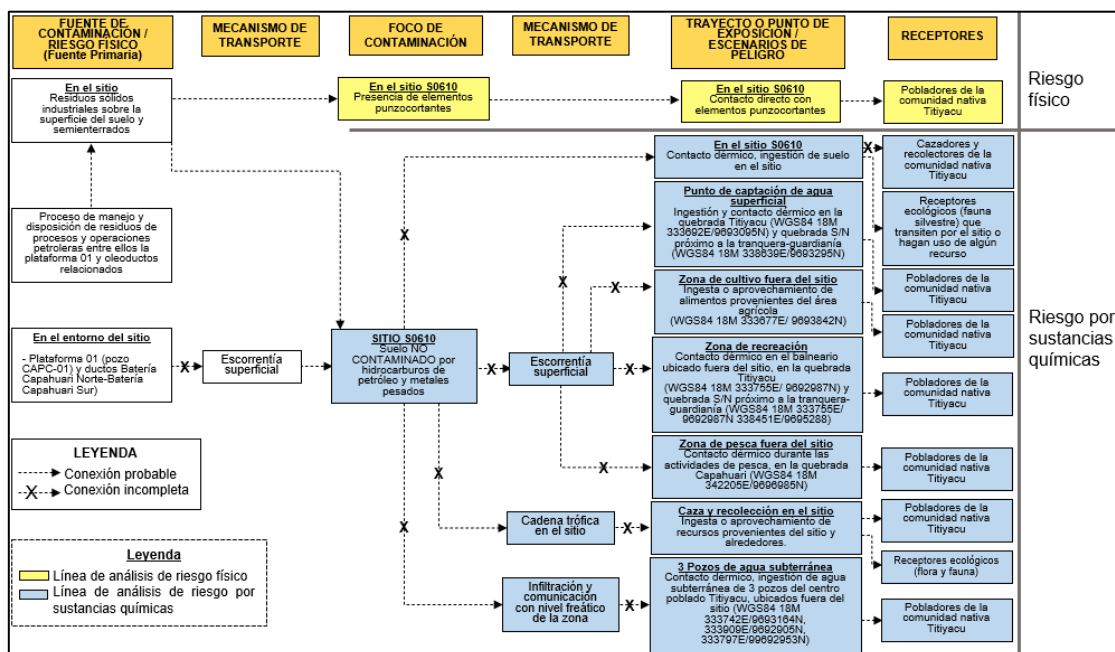 FUENTE DE
CONTAMINACIÓN /
RIESGO FÍSICO
(Fuente Primaria)
MECANISMO DE
TRANSPORTE
FOCO DE
CONTAMINACIÓN
MECANISMO DE
TRANSPORTE
TRAYECTO O PUNTO DE
EXPOSICIÓN /
ESCENARIOS DE
PELIGRO
RECEPTORES
En el sitio
Residuos sólidos
industriales sobre la
superficie del suelo y
semienterrados
En el sitio S0610
Presencia de elementos
punzocortantes
En el sitio S0610
Contacto directo con
elementos punzocortantes
Pobladores de la
comunidad nativa
Titiyacu
Riesgo
físico
Proceso de manejo y
disposición de residuos de
procesos y operaciones
petroleras entre ellos la
plataforma 01 y oleoductos
relacionados
En el entorno del sitio
- Plataforma 01 (pozo
CAPC-01) y ductos Batería
Capahuari Norte-Batería
Capahuari Sur)
X
Escorrentía
superficial
X
SITIO S0610
Suelo NO
CONTAMINADO por
hidrocarburos de
petróleo y metales
pesados
X
X
X
X
Escorrentía
superficial
X
X
X
X
Cadena trófica
en el sitio
X
Infiltración y
comunicación
con nivel freático
de la zona
X
En el sitio S0610
Contacto dérmico, ingestión de suelo
en el sitio
X
Cazadores y
recolectores de la
comunidad nativa
Titiyacu
Receptores
ecológicos (fauna
silvestre) que
transiten por el sitio o
hagan uso de algún
recurso
Punto de captación de agua
superficial
Ingestión y contacto dérmico en la
quebrada Titiyacu (WGS84 18M
333692E/9693095N) y quebrada S/N
próximo a la tranquera-guardianía
(WGS84 18M 338639E/9693295N)
Pobladores de la
comunidad nativa
Titiyacu
Zona de cultivo fuera del sitio
Ingesta o aprovechamiento de
alimentos provenientes del área
agrícola
(WGS84 18M 333677E/ 9693842N)
Pobladores de la
comunidad nativa
Titiyacu
Zona de recreación
Contacto dérmico en el balneario
ubicado fuera del sitio, en la quebrada
Titiyacu
(WGS84 18M 333755E/ 9692987N) y
quebrada S/N próximo a la tranquera-
guardianía (WGS84 18M 333755E/
9692987N 338451E/9695288)
Pobladores de la
comunidad nativa
Titiyacu
Zona de pesca fuera del sitio
Contacto dérmico durante las
actividades de pesca, en la quebrada
Capahuari (WGS84 18M
342205E/9696985N)
Pobladores de la
comunidad nativa
Titiyacu
Caza y recolección en el sitio
Ingesta o aprovechamiento de
recursos provenientes del sitio y
alrededores.
Pobladores de la
comunidad nativa
Titiyacu
Receptores ecológicos
(flora y fauna)
3 Pozos de agua subterránea
Contacto dérmico, ingestión de agua
subterránea de 3 pozos del centro
poblado Titiyacu, ubicados fuera del
sitio (WGS84 18M
333742E/9693164N,
333909E/9692905N,
333797E/99692953N)
Pobladores de la
comunidad nativa
Titiyacu
Riesgo por
sustancias
químicas
LEYENDA
Conexión probable
X
Conexión incompleta
Leyenda
Línea de análisis de riesgo físico
Línea de análisis de riesgo por
sustancias químicas